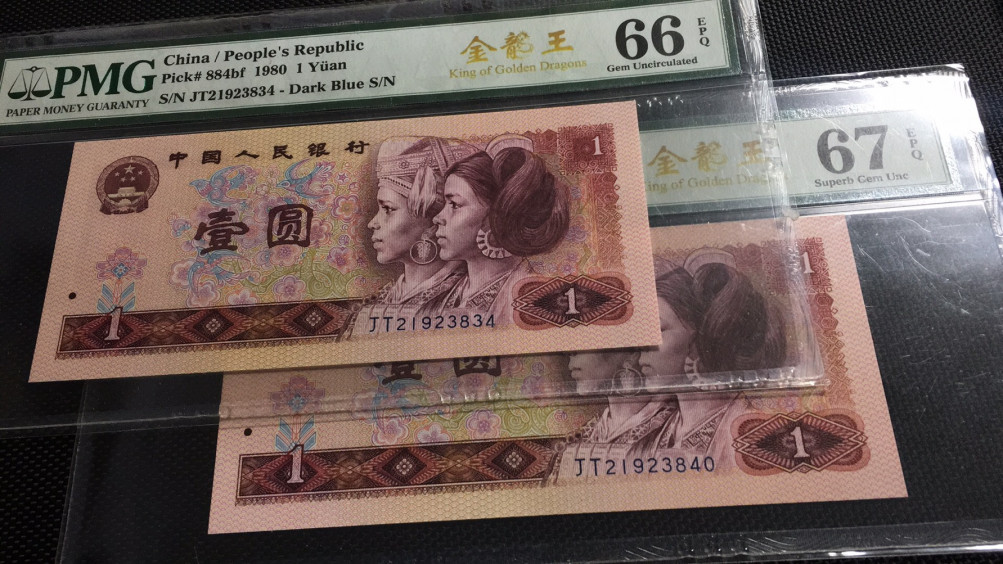 PMG
PAPER MONEY GUARANTY
China / People's Republic
Pick# 884bf 1980 1 Yüan
S/N JT21923834 - Dark Blue S/N
金龍王
King of Golden Dragons
66 EPQ
Gem Uncirculated
中国人民银行
1
壹圆
1
JT21923834
1
金龍王
King of Golden Dragons
67 EPQ
Superb Gem Unc
1
壹圆
1
JT21923840
1